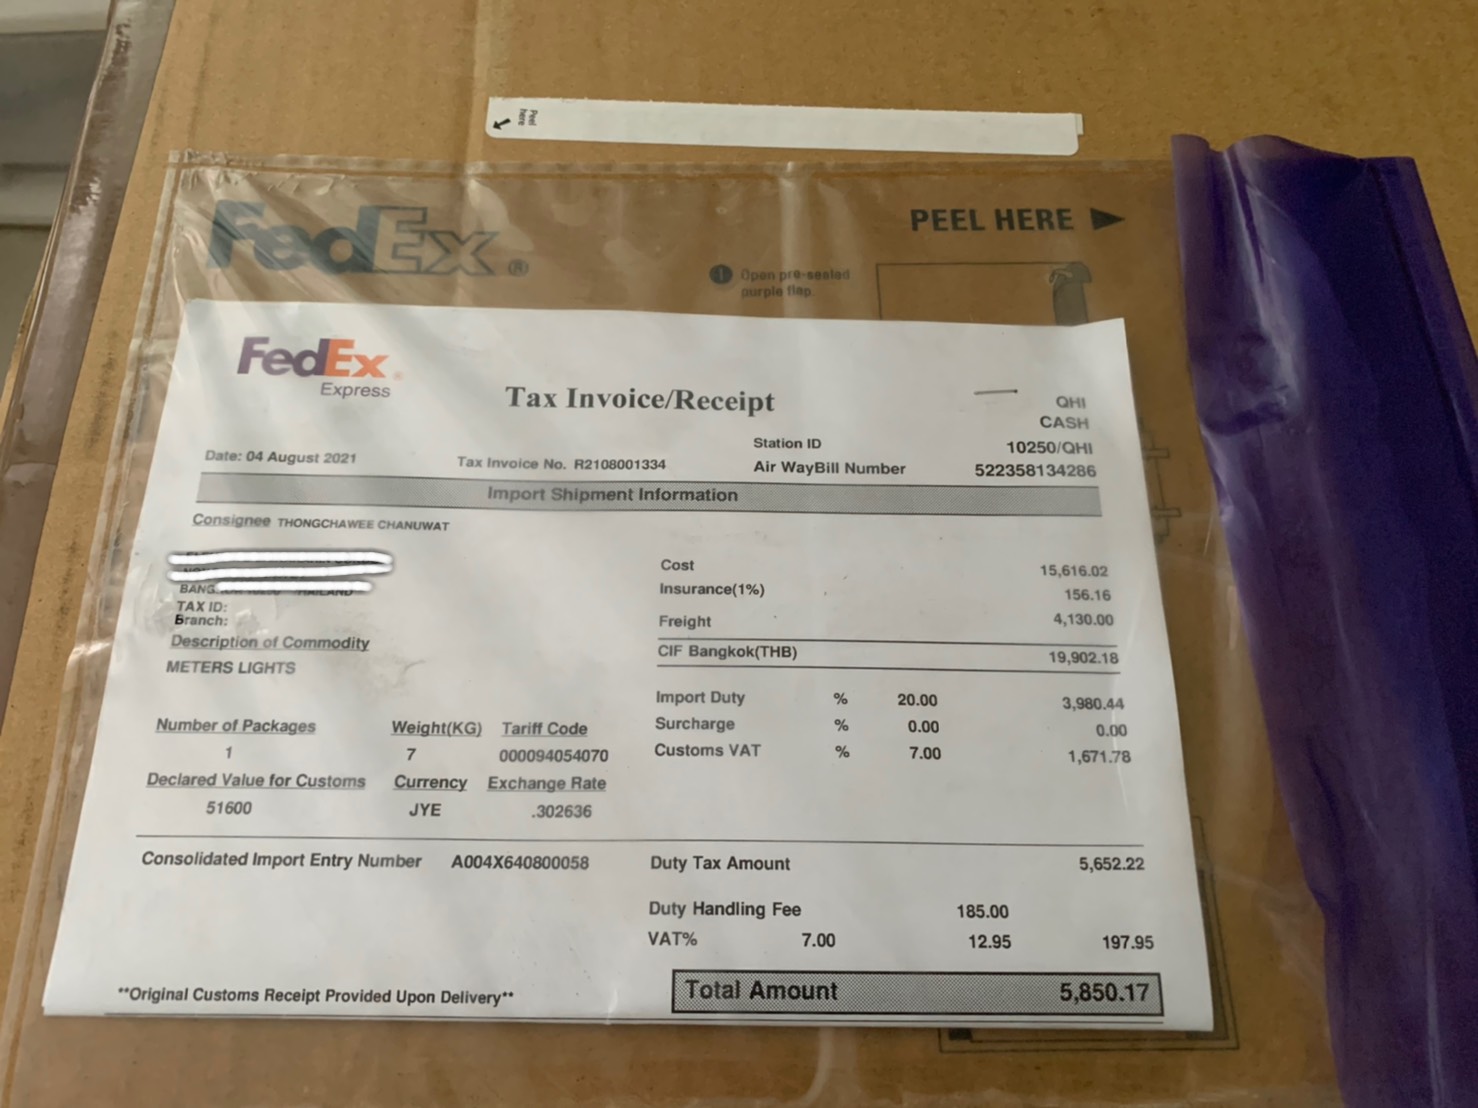 Peel here
FedEx®
PEEL HERE
1 Open pre-sealed
purple flap.
FedEx®
Express
Tax Invoice/Receipt
QHI
CASH
Station ID 10250/QHI
Date: 04 August 2021 Tax Invoice No. R2108001334 Air WayBill Number 522358134286
Import Shipment Information
Consignee THONGCHAWEE CHANUWAT
BANG
THAILAND
TAX ID:
Branch:
Description of Commodity
METERS LIGHTS
Cost 15,616.02
Insurance(1%) 156.16
Freight 4,130.00
CIF Bangkok(THB) 19,902.18
Import Duty % 20.00 3,980.44
Surcharge % 0.00 0.00
Customs VAT % 7.00 1,671.78
Number of Packages Weight(KG) Tariff Code
1 7 000094054070
Declared Value for Customs Currency Exchange Rate
51600 JYE .302636
Consolidated Import Entry Number A004X640800058
Duty Tax Amount 5,652.22
Duty Handling Fee 185.00
VAT% 7.00 12.95 197.95
**Original Customs Receipt Provided Upon Delivery**
Total Amount 5,850.17